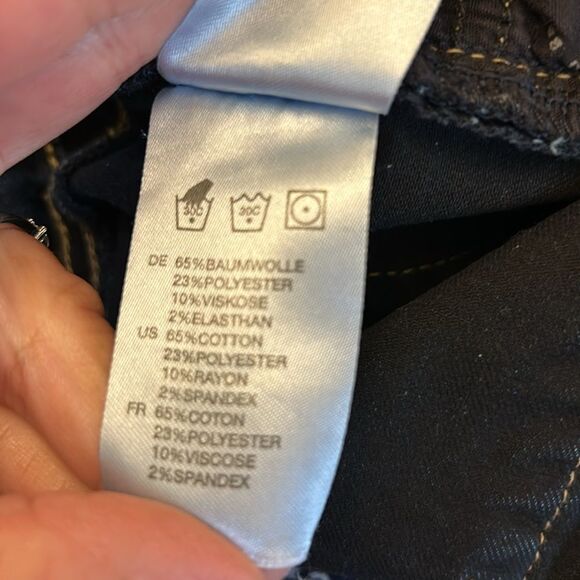 30C 30C
DE 65%BAUMWOLLE
23%POLYESTER
10%VISKOSE
2%ELASTHAN
US 65%COTTON
23%POLYESTER
10%RAYON
2%SPANDEX
FR 65%COTON
23%POLYESTER
10%VISCOSE
2%SPANDEX